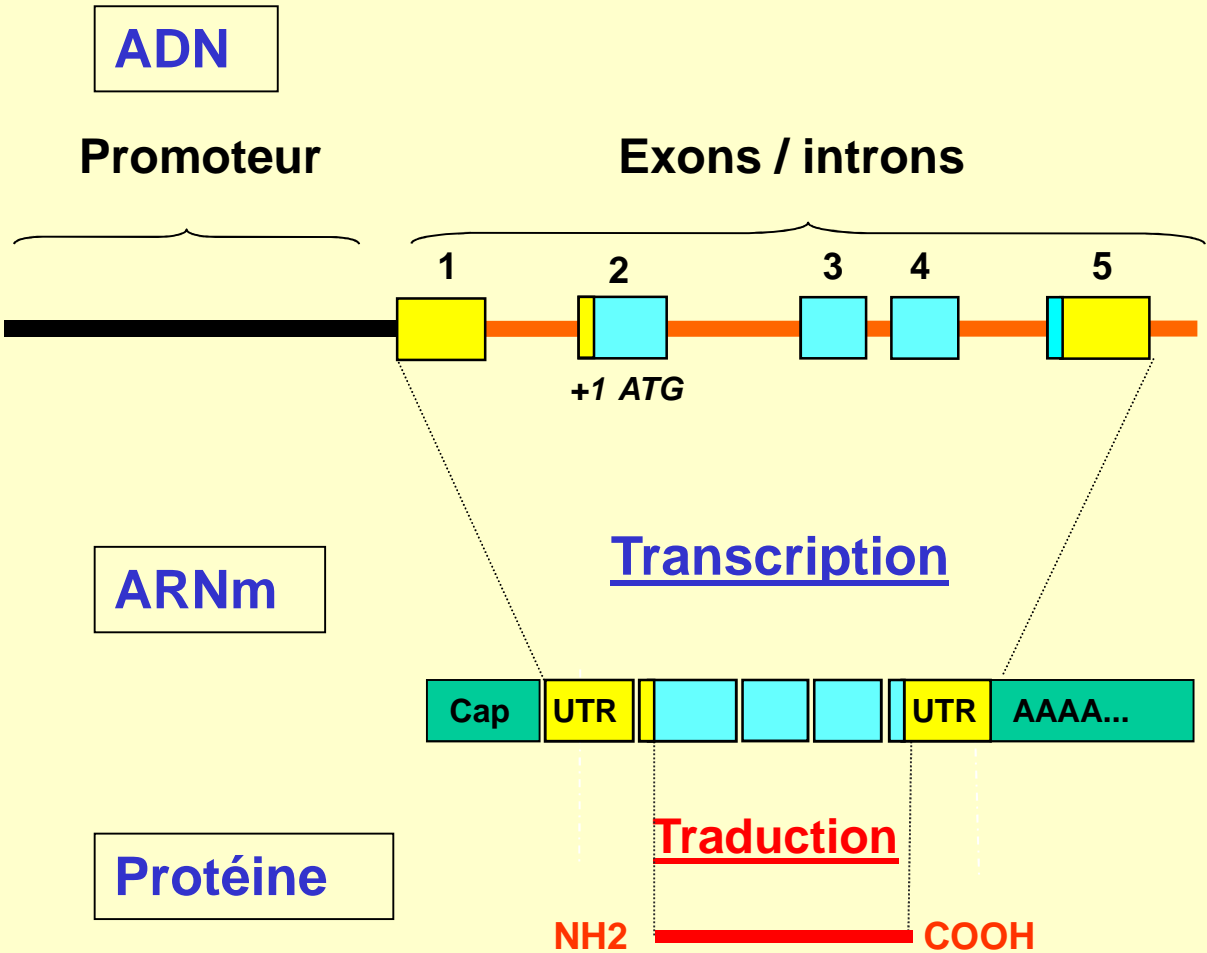 ADN
Promoteur
Exons / introns
1
2
3
4
5
+1 ATG
Transcription
ARNm
Cap
UTR
UTR
AAAA...
Traduction
Protéine
NH2
COOH